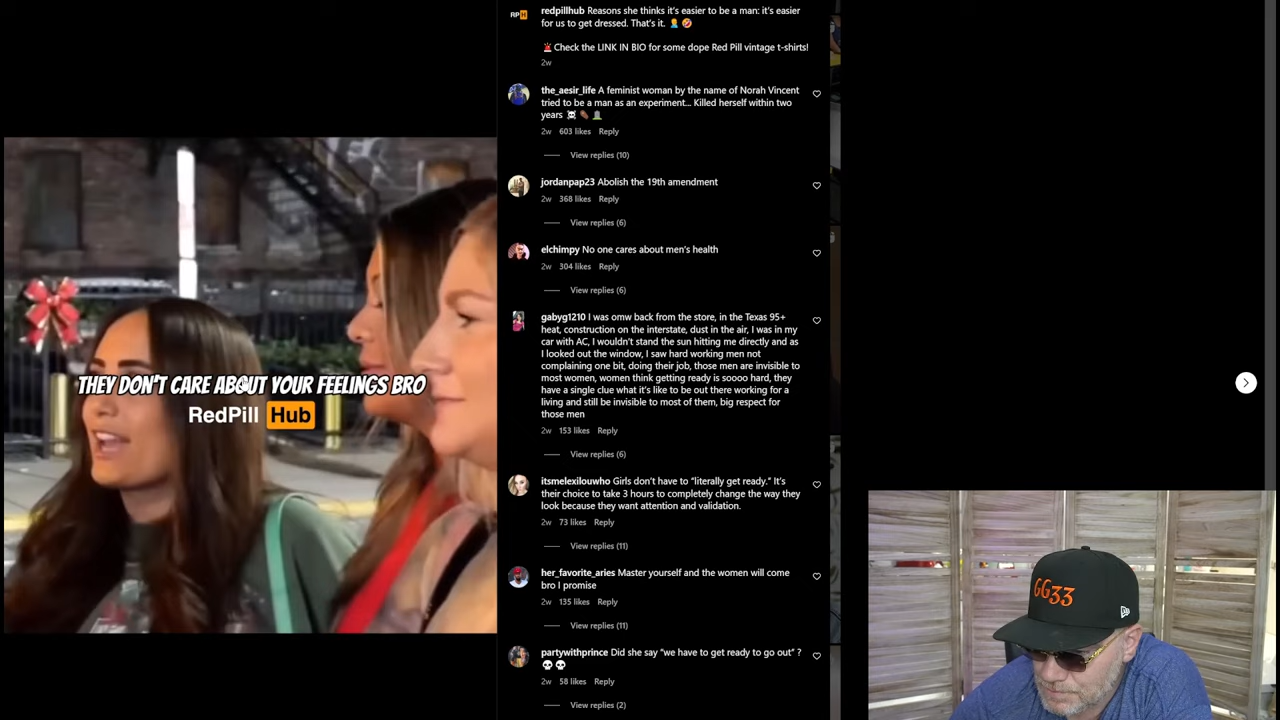 THEY DON'T CARE ABOUT YOUR FEELINGS BRO
RedPill Hub
RPH
redpillhub Reasons she thinks it's easier to be a man: it's easier
for us to get dressed. That's it. 🤦‍♂️ 🤣
🚨Check the LINK IN BIO for some dope Red Pill vintage t-shirts!
2w
the_aesir_life A feminist woman by the name of Norah Vincent
tried to be a man as an experiment... Killed herself within two
years ☠️ ⚰️ 🪦
2w 603 likes Reply
View replies (10)
jordanpap23 Abolish the 19th amendment
2w 368 likes Reply
View replies (6)
elchimpy No one cares about men's health
2w 304 likes Reply
View replies (6)
gabyg1210 I was omw back from the store, in the Texas 95+
heat, construction on the interstate, dust in the air, I was in my
car with AC, I wouldn't stand the sun hitting me directly and as
I looked out the window, I saw hard working men not
complaining one bit, doing their job, those men are invisible to
most women, women think getting ready is soooo hard, they
have a single clue what it's like to be out there working for a
living and still be invisible to most of them, big respect for
those men
2w 153 likes Reply
View replies (6)
itsmelexilouwho Girls don't have to "literally get ready." It's
their choice to take 3 hours to completely change the way they
look because they want attention and validation.
2w 73 likes Reply
View replies (11)
her_favorite_aries Master yourself and the women will come
bro I promise
2w 135 likes Reply
View replies (11)
partywithprince Did she say "we have to get ready to go out" ?
💀💀
2w 58 likes Reply
View replies (2)
GG33